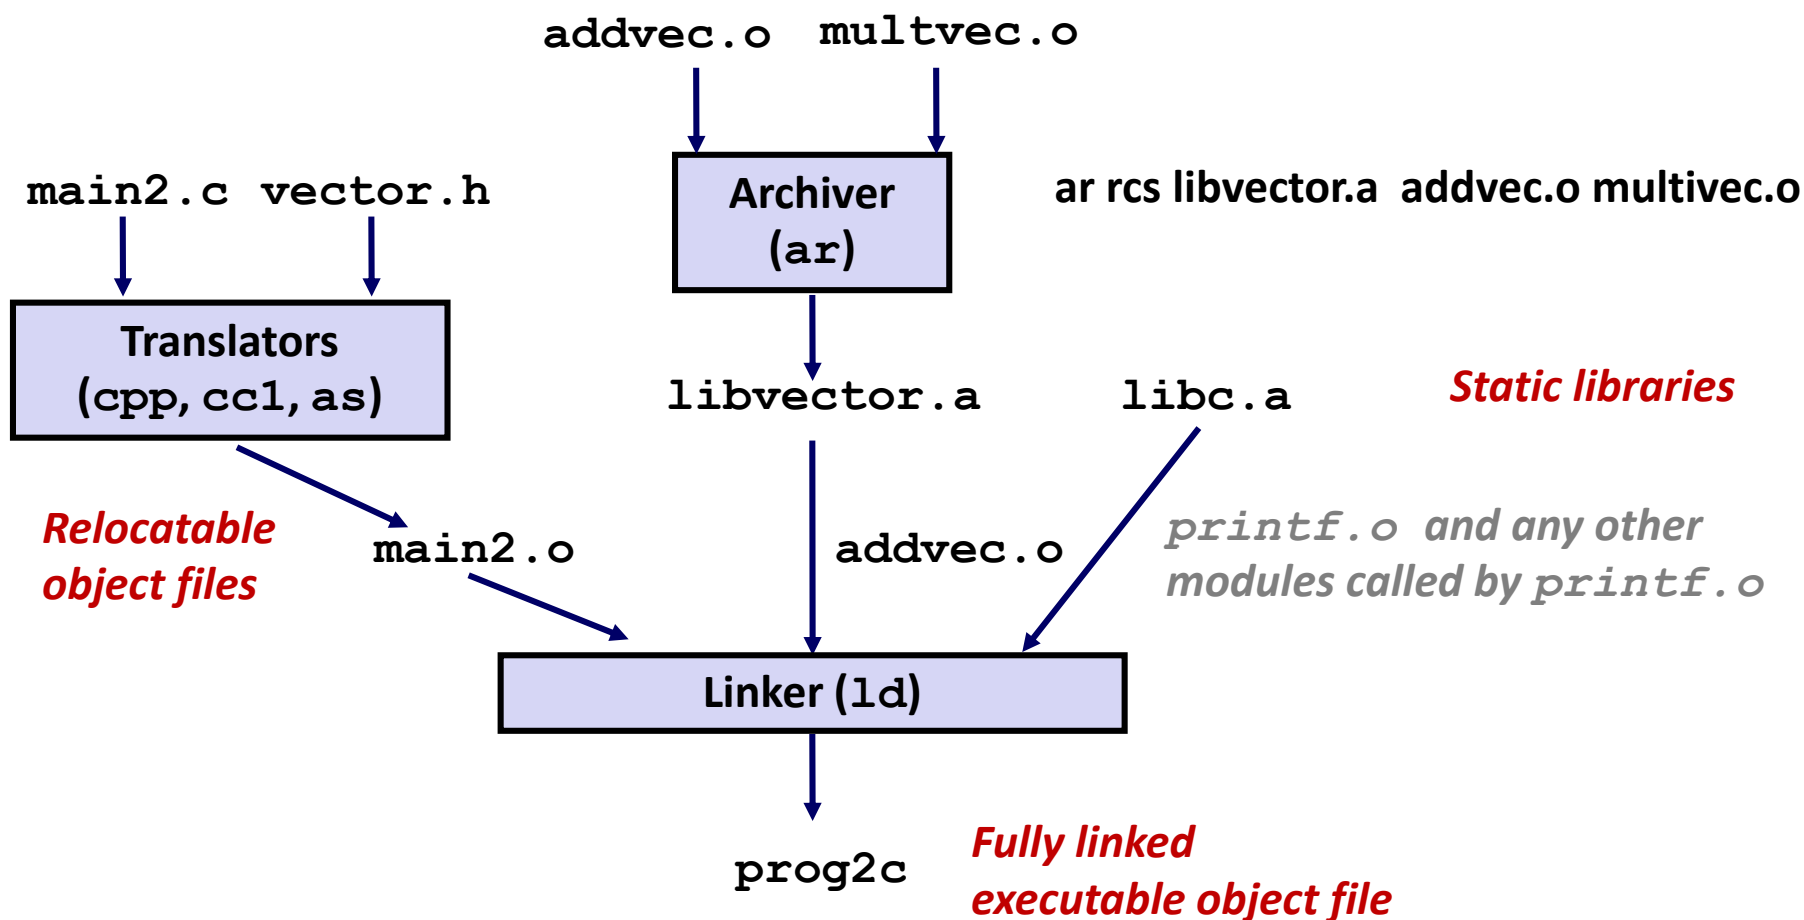 addvec.o multvec.o
main2.c vector.h
Archiver
(ar)
ar rcs libvector.a addvec.o multivec.o
Translators
(cpp, cc1, as)
libvector.a
libc.a
Static libraries
Relocatable
object files
main2.o
addvec.o
printf.o and any other
modules called by printf.o
Linker (ld)
prog2c
Fully linked
executable object file